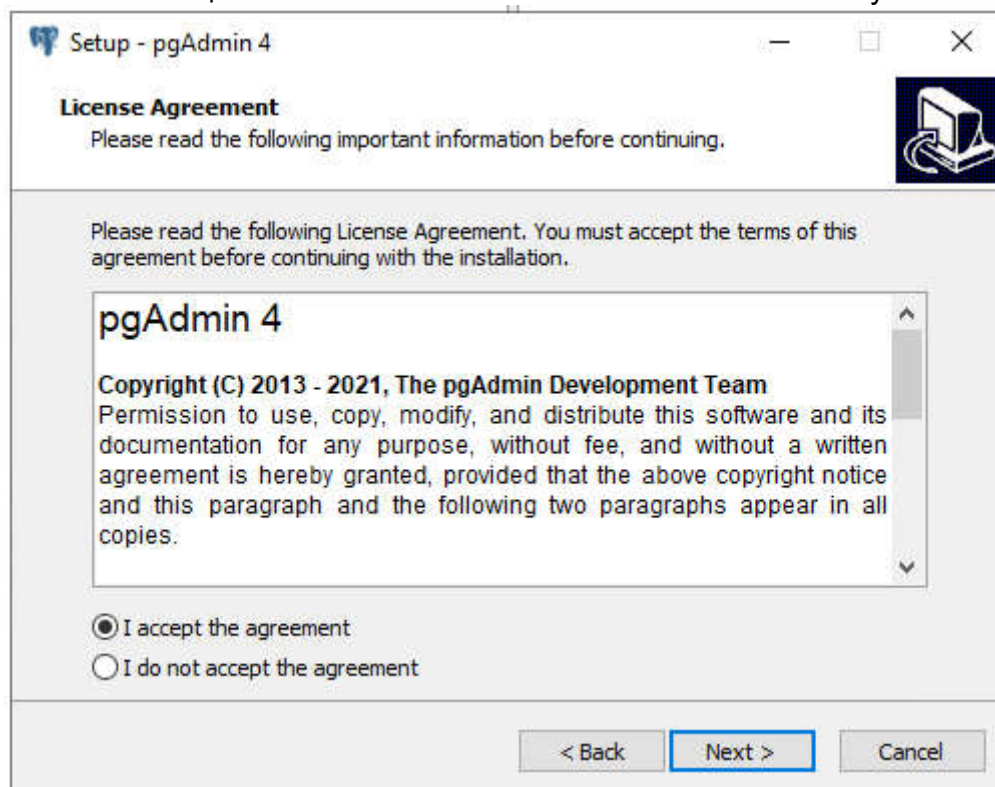 Setup - pgAdmin 4
License Agreement
Please read the following important information before continuing.
Please read the following License Agreement. You must accept the terms of this
agreement before continuing with the installation.
pgAdmin 4
Copyright (C) 2013 - 2021, The pgAdmin Development Team
Permission to use, copy, modify, and distribute this software and its
documentation for any purpose, without fee, and without a written
agreement is hereby granted, provided that the above copyright notice
and this paragraph and the following two paragraphs appear in all
copies.
I accept the agreement
I do not accept the agreement
< Back
Next >
Cancel